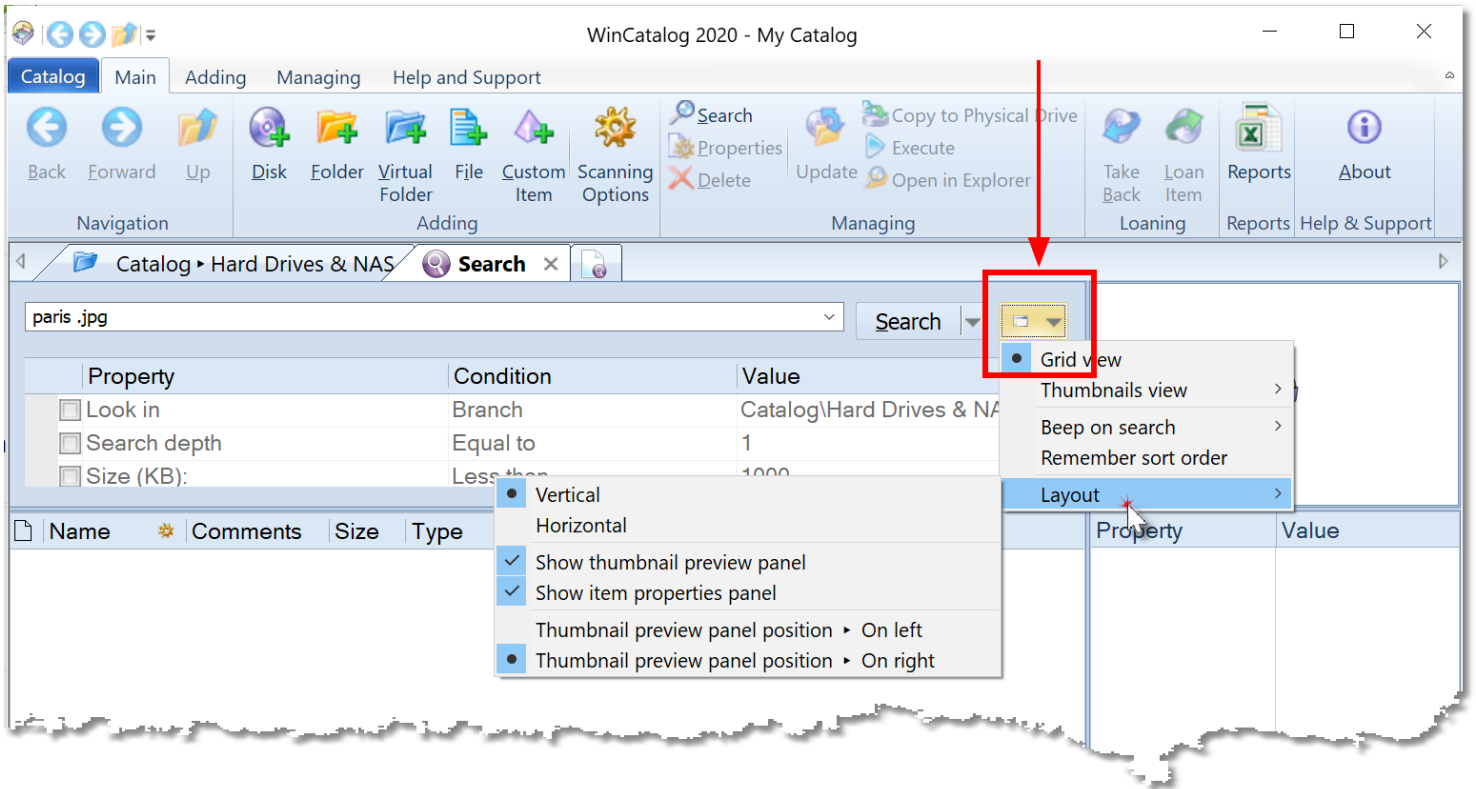 WinCatalog 2020 - My Catalog
Catalog Main Adding Managing Help and Support
Search Copy to Physical Drive
Properties Execute
Back Forward Up Disk Folder Virtual Folder File Custom Item Scanning Options Delete Update Open in Explorer Take Back Loan Item Reports About
Navigation Adding Managing Loaning Reports Help & Support
Catalog ‣ Hard Drives & NAS Search
paris .jpg Search
Grid view
Property Condition Value
Thumbnails view
Look in Branch Catalog\Hard Drives & NA
Beep on search
Search depth Equal to 1
Remember sort order
Size (KB): Less than 1000
Layout
Vertical
Horizontal
Name Comments Size Type Property Value
Show thumbnail preview panel
Show item properties panel
Thumbnail preview panel position ‣ On left
Thumbnail preview panel position ‣ On right